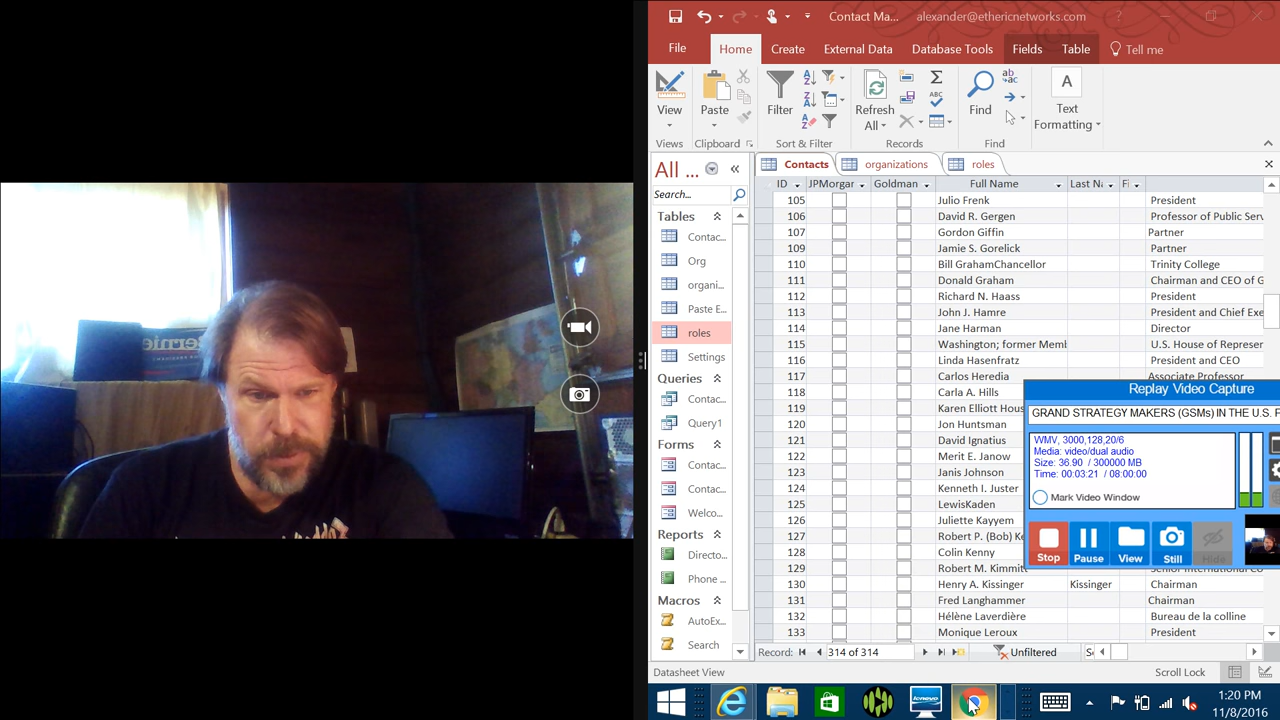 Contact Ma...
alexander@ethericnetworks.com
?
File
Home
Create
External Data
Database Tools
Fields
Table
Tell me
View
Paste
Filter
Refresh
All
Find
A
Text
Formatting
Views
Clipboard
Sort & Filter
Records
Find
All ...
Contacts
organizations
roles
Search...
Tables
Contac...
Org
organi...
Paste E...
roles
Settings
Queries
Contac...
Query1
Forms
Contac...
Contac...
Welco...
Reports
Directo...
Phone ...
Macros
AutoEx...
Search
ID JPMorgar Goldman Full Name Last Na Fi
105 Julio Frenk President
106 David R. Gergen Professor of Public Serv
107 Gordon Giffin Partner
109 Jamie S. Gorelick Partner
110 Bill GrahamChancellor Trinity College
111 Donald Graham Chairman and CEO of G
112 Richard N. Haass President
113 John J. Hamre President and Chief Exe
114 Jane Harman Director
115 Washington; former Memb U.S. House of Represer
116 Linda Hasenfratz President and CEO
117 Carlos Heredia Associate Professor
118 Carla A. Hills
119 Karen Elliott Hous
120 Jon Huntsman
121 David Ignatius
122 Merit E. Janow
123 Janis Johnson
124 Kenneth I. Juster
125 LewisKaden
126 Juliette Kayyem
127 Robert P. (Bob) Ke
128 Colin Kenny
129 Robert M. Kimmitt Senior International Co
130 Henry A. Kissinger Kissinger Chairman
131 Fred Langhammer Chairman
132 Hélène Laverdière Bureau de la colline
133 Monique Leroux President
Replay Video Capture
GRAND STRATEGY MAKERS (GSMs) IN THE U.S. F
WMV, 3000,128,20/6
Media: video/dual audio
Size: 36.90 / 300000 MB
Time: 00:03:21 / 08:00:00
Mark Video Window
Stop
Pause
View
Still
Hide
Record: 314 of 314 Unfiltered
Datasheet View
Scroll Lock
lenovo
1:20 PM
11/8/2016